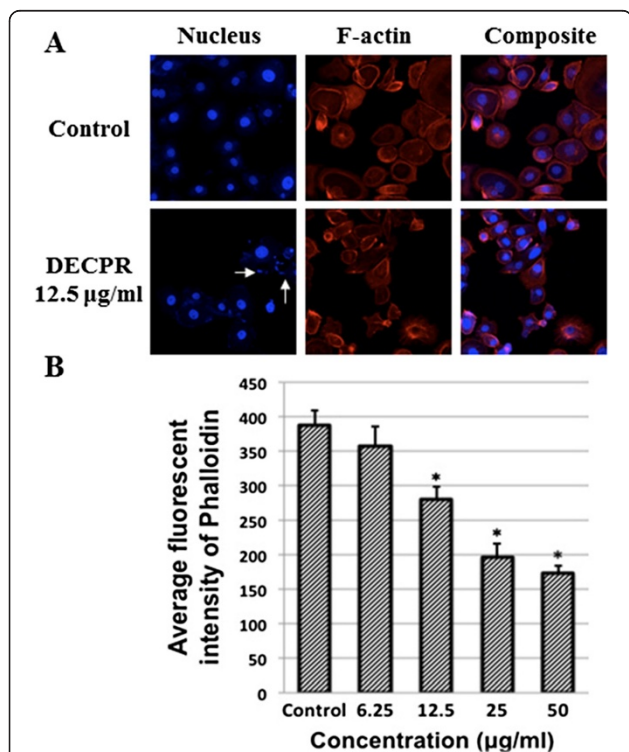 A
Nucleus F-actin Composite
Control
DECPR
12.5 µg/ml
B
Average fluorescent
intensity of Phalloidin
450
400
350
300
250
200
150
100
50
0
* * *
Control 6.25 12.5 25 50
Concentration (µg/ml)